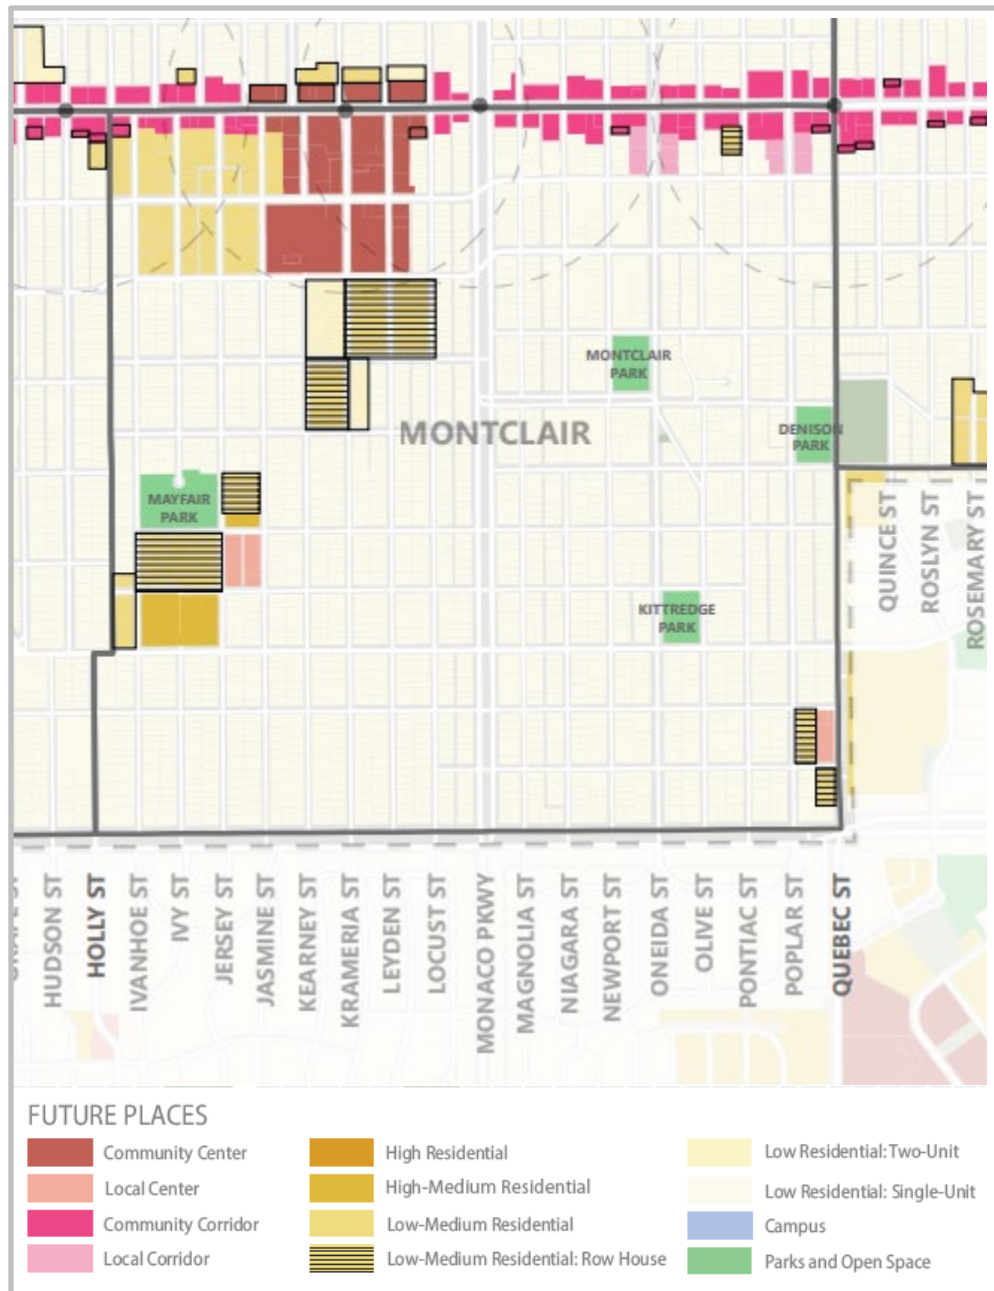 MONTCLAIR
PARK
MONTCLAIR
DENISON
PARK
MAYFAIR
PARK
QUINCE ST
ROSLYN ST
ROSEMARY ST
KITTREDGE
PARK
HUDSON ST
HOLLY ST
IVANHOE ST
IVY ST
JERSEY ST
JASMINE ST
KEARNEY ST
KRAMERIA ST
LEYDEN ST
LOCUST ST
MONACO PKWY
MAGNOLIA ST
NIAGARA ST
NEWPORT ST
ONEIDA ST
OLIVE ST
PONTIAC ST
POPLAR ST
QUEBEC ST
FUTURE PLACES
Community Center
Local Center
Community Corridor
Local Corridor
High Residential
High-Medium Residential
Low-Medium Residential
Low-Medium Residential: Row House
Low Residential: Two-Unit
Low Residential: Single-Unit
Campus
Parks and Open Space